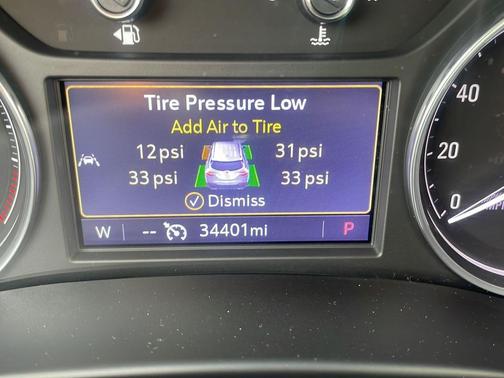 Tire Pressure Low
Add Air to Tire
12 psi 31 psi
33 psi 33 psi
Dismiss
W -- 34401mi P
40
20
0